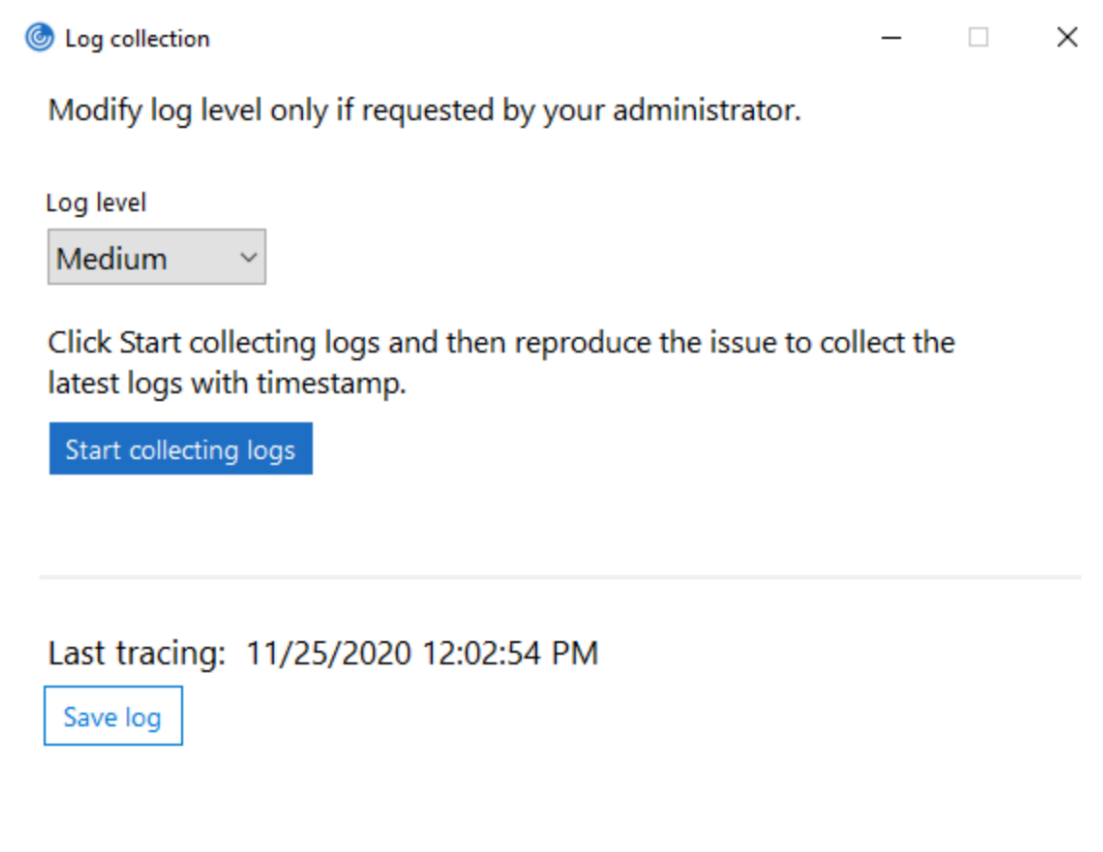 Log collection
Modify log level only if requested by your administrator.
Log level
Medium
Click Start collecting logs and then reproduce the issue to collect the
latest logs with timestamp.
Start collecting logs
Last tracing: 11/25/2020 12:02:54 PM
Save log